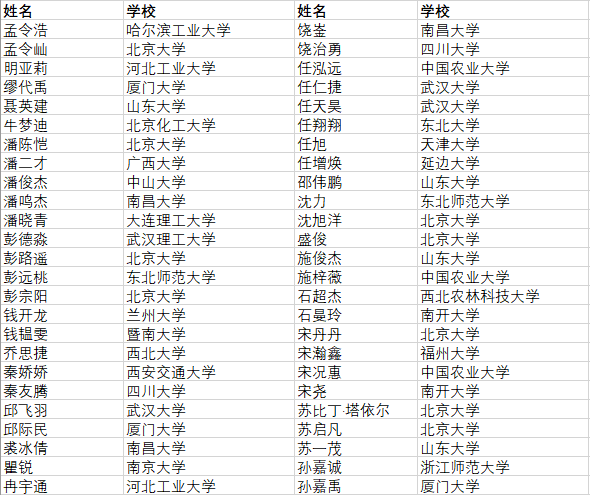 姓名 学校 姓名 学校
孟令浩 哈尔滨工业大学 饶崟 南昌大学
孟令屾 北京大学 饶治勇 四川大学
明亚莉 河北工业大学 任泓远 中国农业大学
缪代禹 厦门大学 任仁捷 武汉大学
聂英建 山东大学 任天昊 武汉大学
牛梦迪 北京化工大学 任翔翔 东北大学
潘陈恺 北京大学 任旭 天津大学
潘二才 广西大学 任增焕 延边大学
潘俊杰 中山大学 邵伟鹏 山东大学
潘鸣杰 南昌大学 沈力 东北师范大学
潘晓青 大连理工大学 沈旭洋 北京大学
彭德淼 武汉理工大学 盛俊 北京大学
彭路遥 北京大学 施俊杰 山东大学
彭远桃 东北师范大学 施梓薇 中国农业大学
彭宗阳 北京大学 石超杰 西北农林科技大学
钱开龙 兰州大学 石曼玲 南开大学
钱韫雯 暨南大学 宋丹丹 北京大学
乔思捷 西北大学 宋瀚鑫 福州大学
秦娇娇 西安交通大学 宋况惠 中国农业大学
秦友腾 四川大学 宋尧 南开大学
邱飞羽 武汉大学 苏比丁·塔依尔 北京大学
邱际民 厦门大学 苏启凡 北京大学
裘冰倩 南昌大学 苏一茂 山东大学
瞿锐 南京大学 孙嘉诚 浙江师范大学
冉宇通 河北工业大学 孙嘉禹 厦门大学